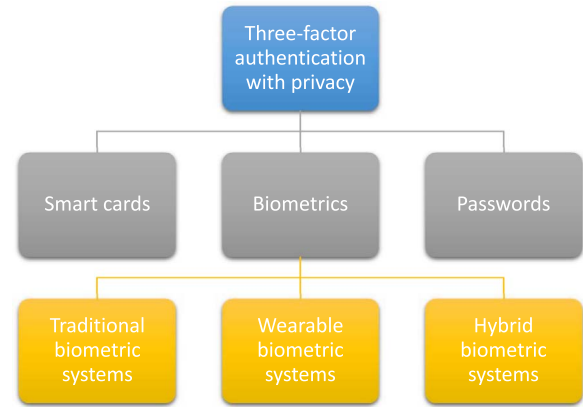 Three-factor
authentication
with privacy
Smart cards
Biometrics
Passwords
Traditional
biometric
systems
Wearable
biometric
systems
Hybrid
biometric
systems